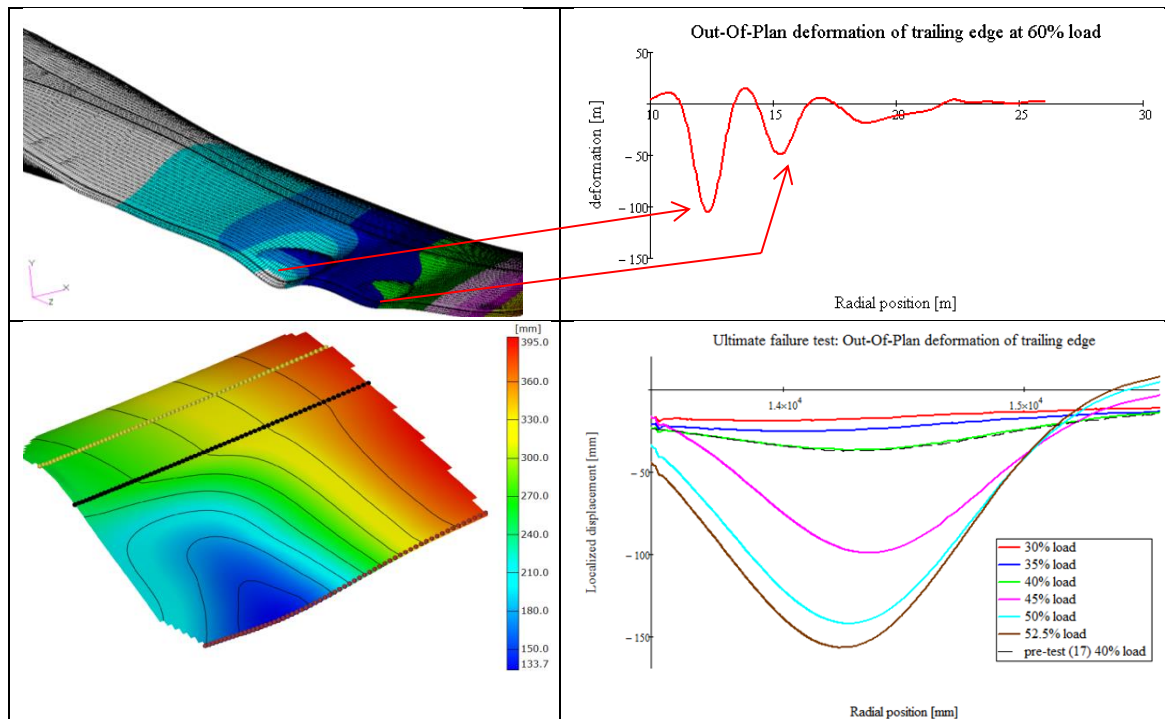 Y
X
Z
Out-Of-Plan deformation of trailing edge at 60% load
deformation [m]
50
10
15
20
25
30
− 50
− 100
− 150
Radial position [m]
[mm]
395.0
360.0
330.0
300.0
270.0
240.0
210.0
180.0
150.0
133.7
Ultimate failure test: Out-Of-Plan deformation of trailing edge
Localized displacement [mm]
1.4×10⁴
1.5×10⁴
− 50
− 100
− 150
30% load
35% load
40% load
45% load
50% load
52.5% load
pre-test (17) 40% load
Radial position [mm]